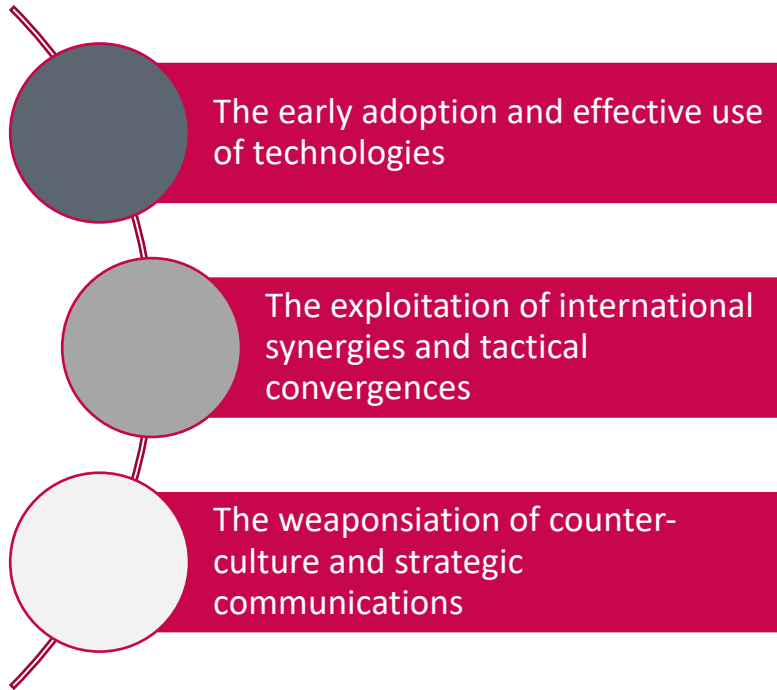 The early adoption and effective use
of technologies
The exploitation of international
synergies and tactical
convergences
The weaponsiation of counter-
culture and strategic
communications